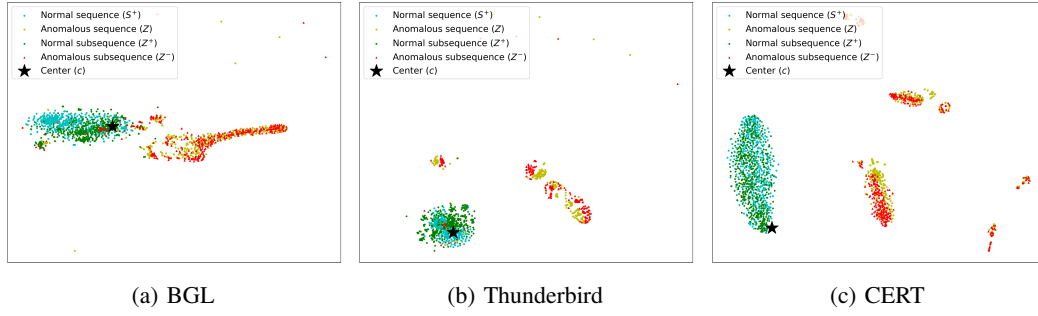 Normal sequence (S⁺)
Anomalous sequence (Z)
Normal subsequence (Z⁺)
Anomalous subsequence (Z⁻)
Center (c)
Normal sequence (S⁺)
Anomalous sequence (Z)
Normal subsequence (Z⁺)
Anomalous subsequence (Z⁻)
Center (c)
Normal sequence (S⁺)
Anomalous sequence (Z)
Normal subsequence (Z⁺)
Anomalous subsequence (Z⁻)
Center (c)
(a) BGL
(b) Thunderbird
(c) CERT